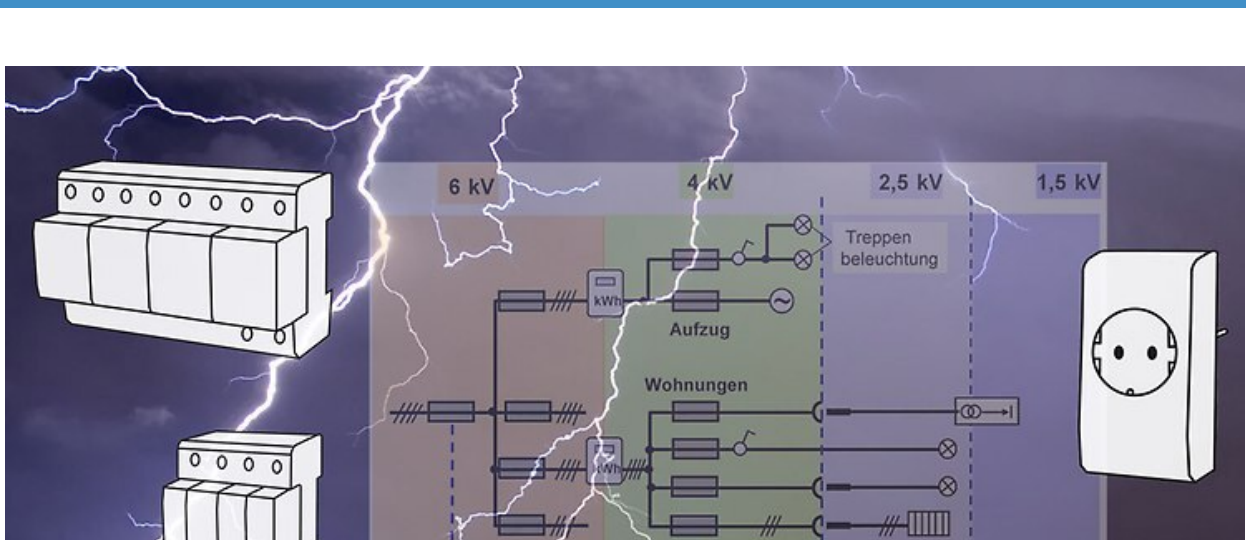 6 kV
4 kV
2,5 kV
1,5 kV
Treppen
beleuchtung
kWh
Aufzug
Wohnungen
kWh